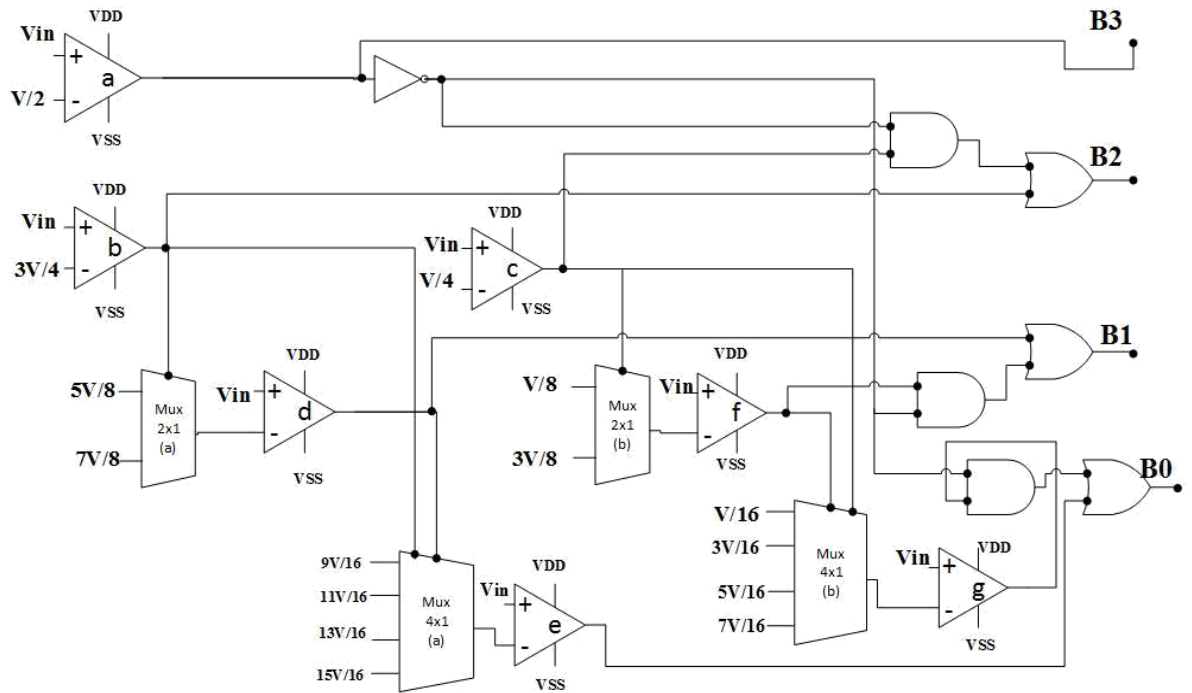 VDD
B3
Vin
+
a
V/2
-
VSS
B2
VDD
Vin
+
b
3V/4
-
VSS
VDD
Vin
+
c
V/4
-
VSS
B1
5V/8
Mux
2x1
(a)
7V/8
VDD
Vin
+
d
-
VSS
V/8
Mux
2x1
(b)
3V/8
VDD
Vin
+
f
-
VSS
B0
V/16
3V/16
5V/16
7V/16
Mux
4x1
(b)
VDD
Vin
+
g
-
VSS
9V/16
11V/16
13V/16
15V/16
Mux
4x1
(a)
VDD
Vin
+
e
-
VSS